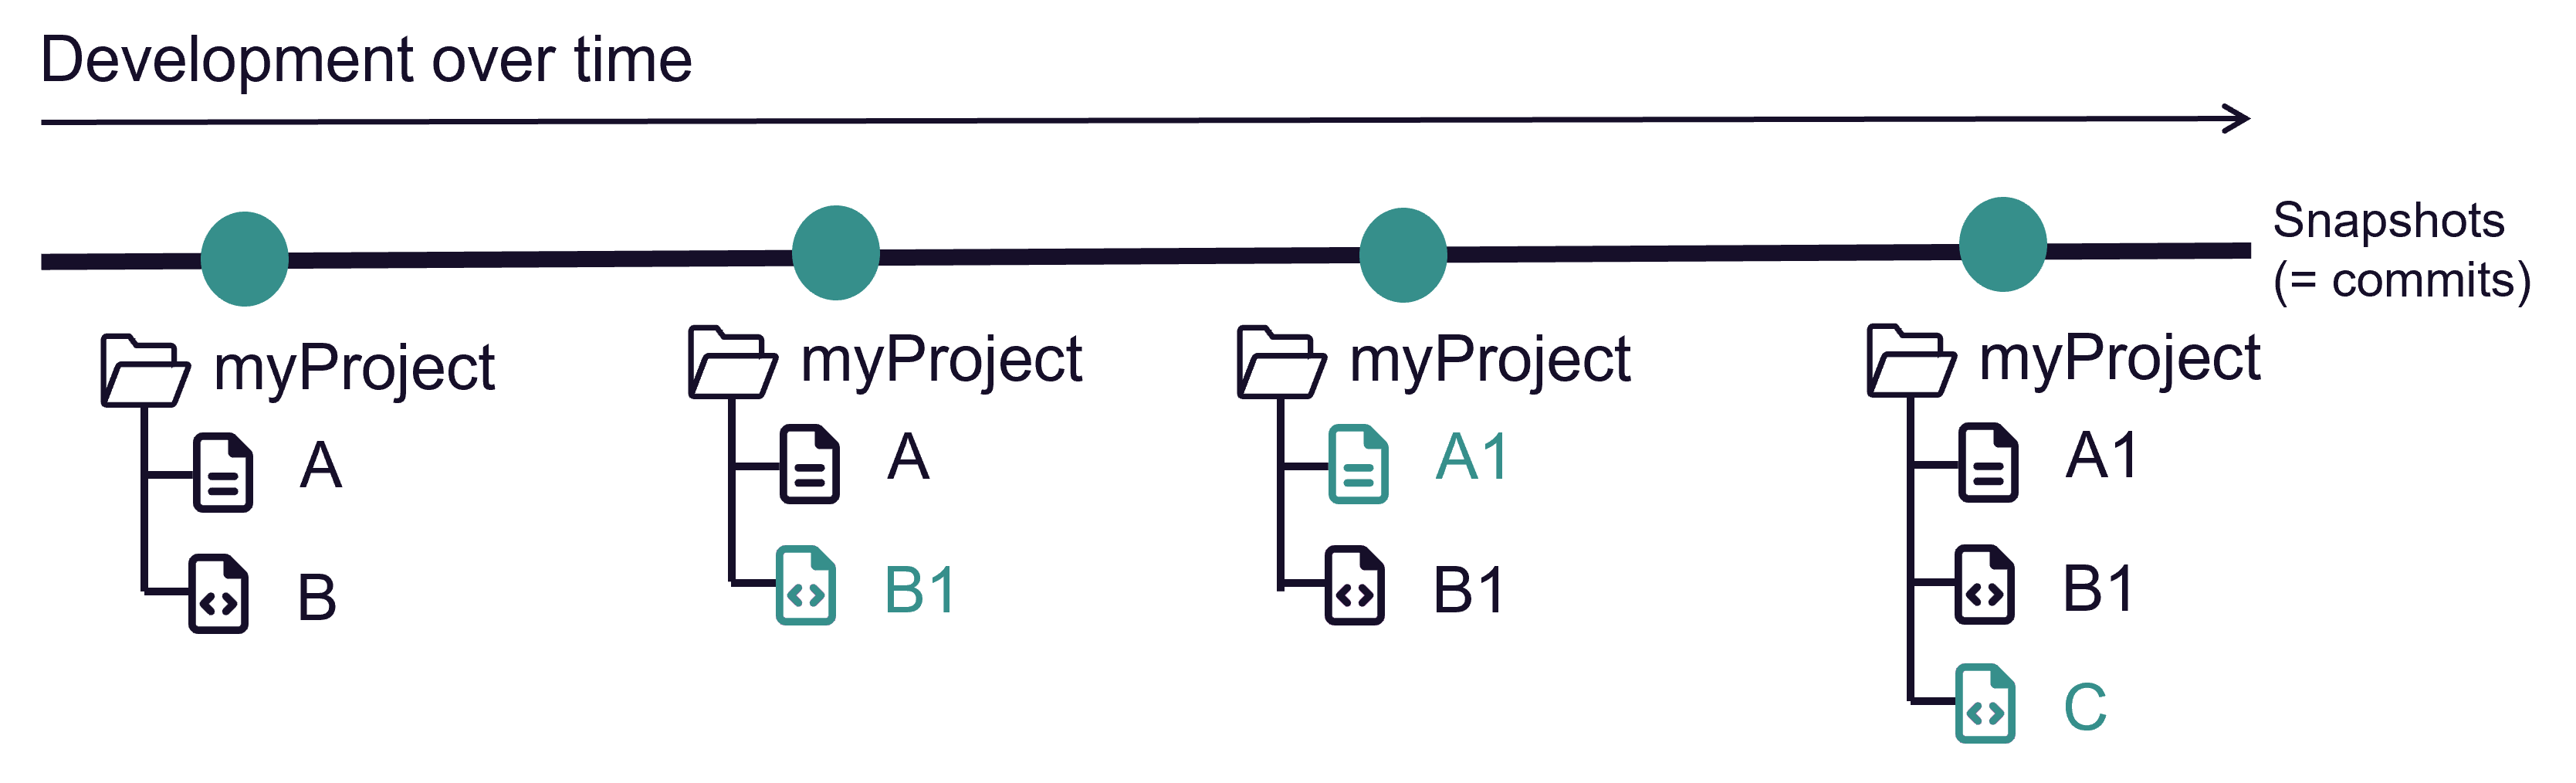 Development over time
Snapshots
(= commits)
myProject
A
B
myProject
A
B1
myProject
A1
B1
myProject
A1
B1
C